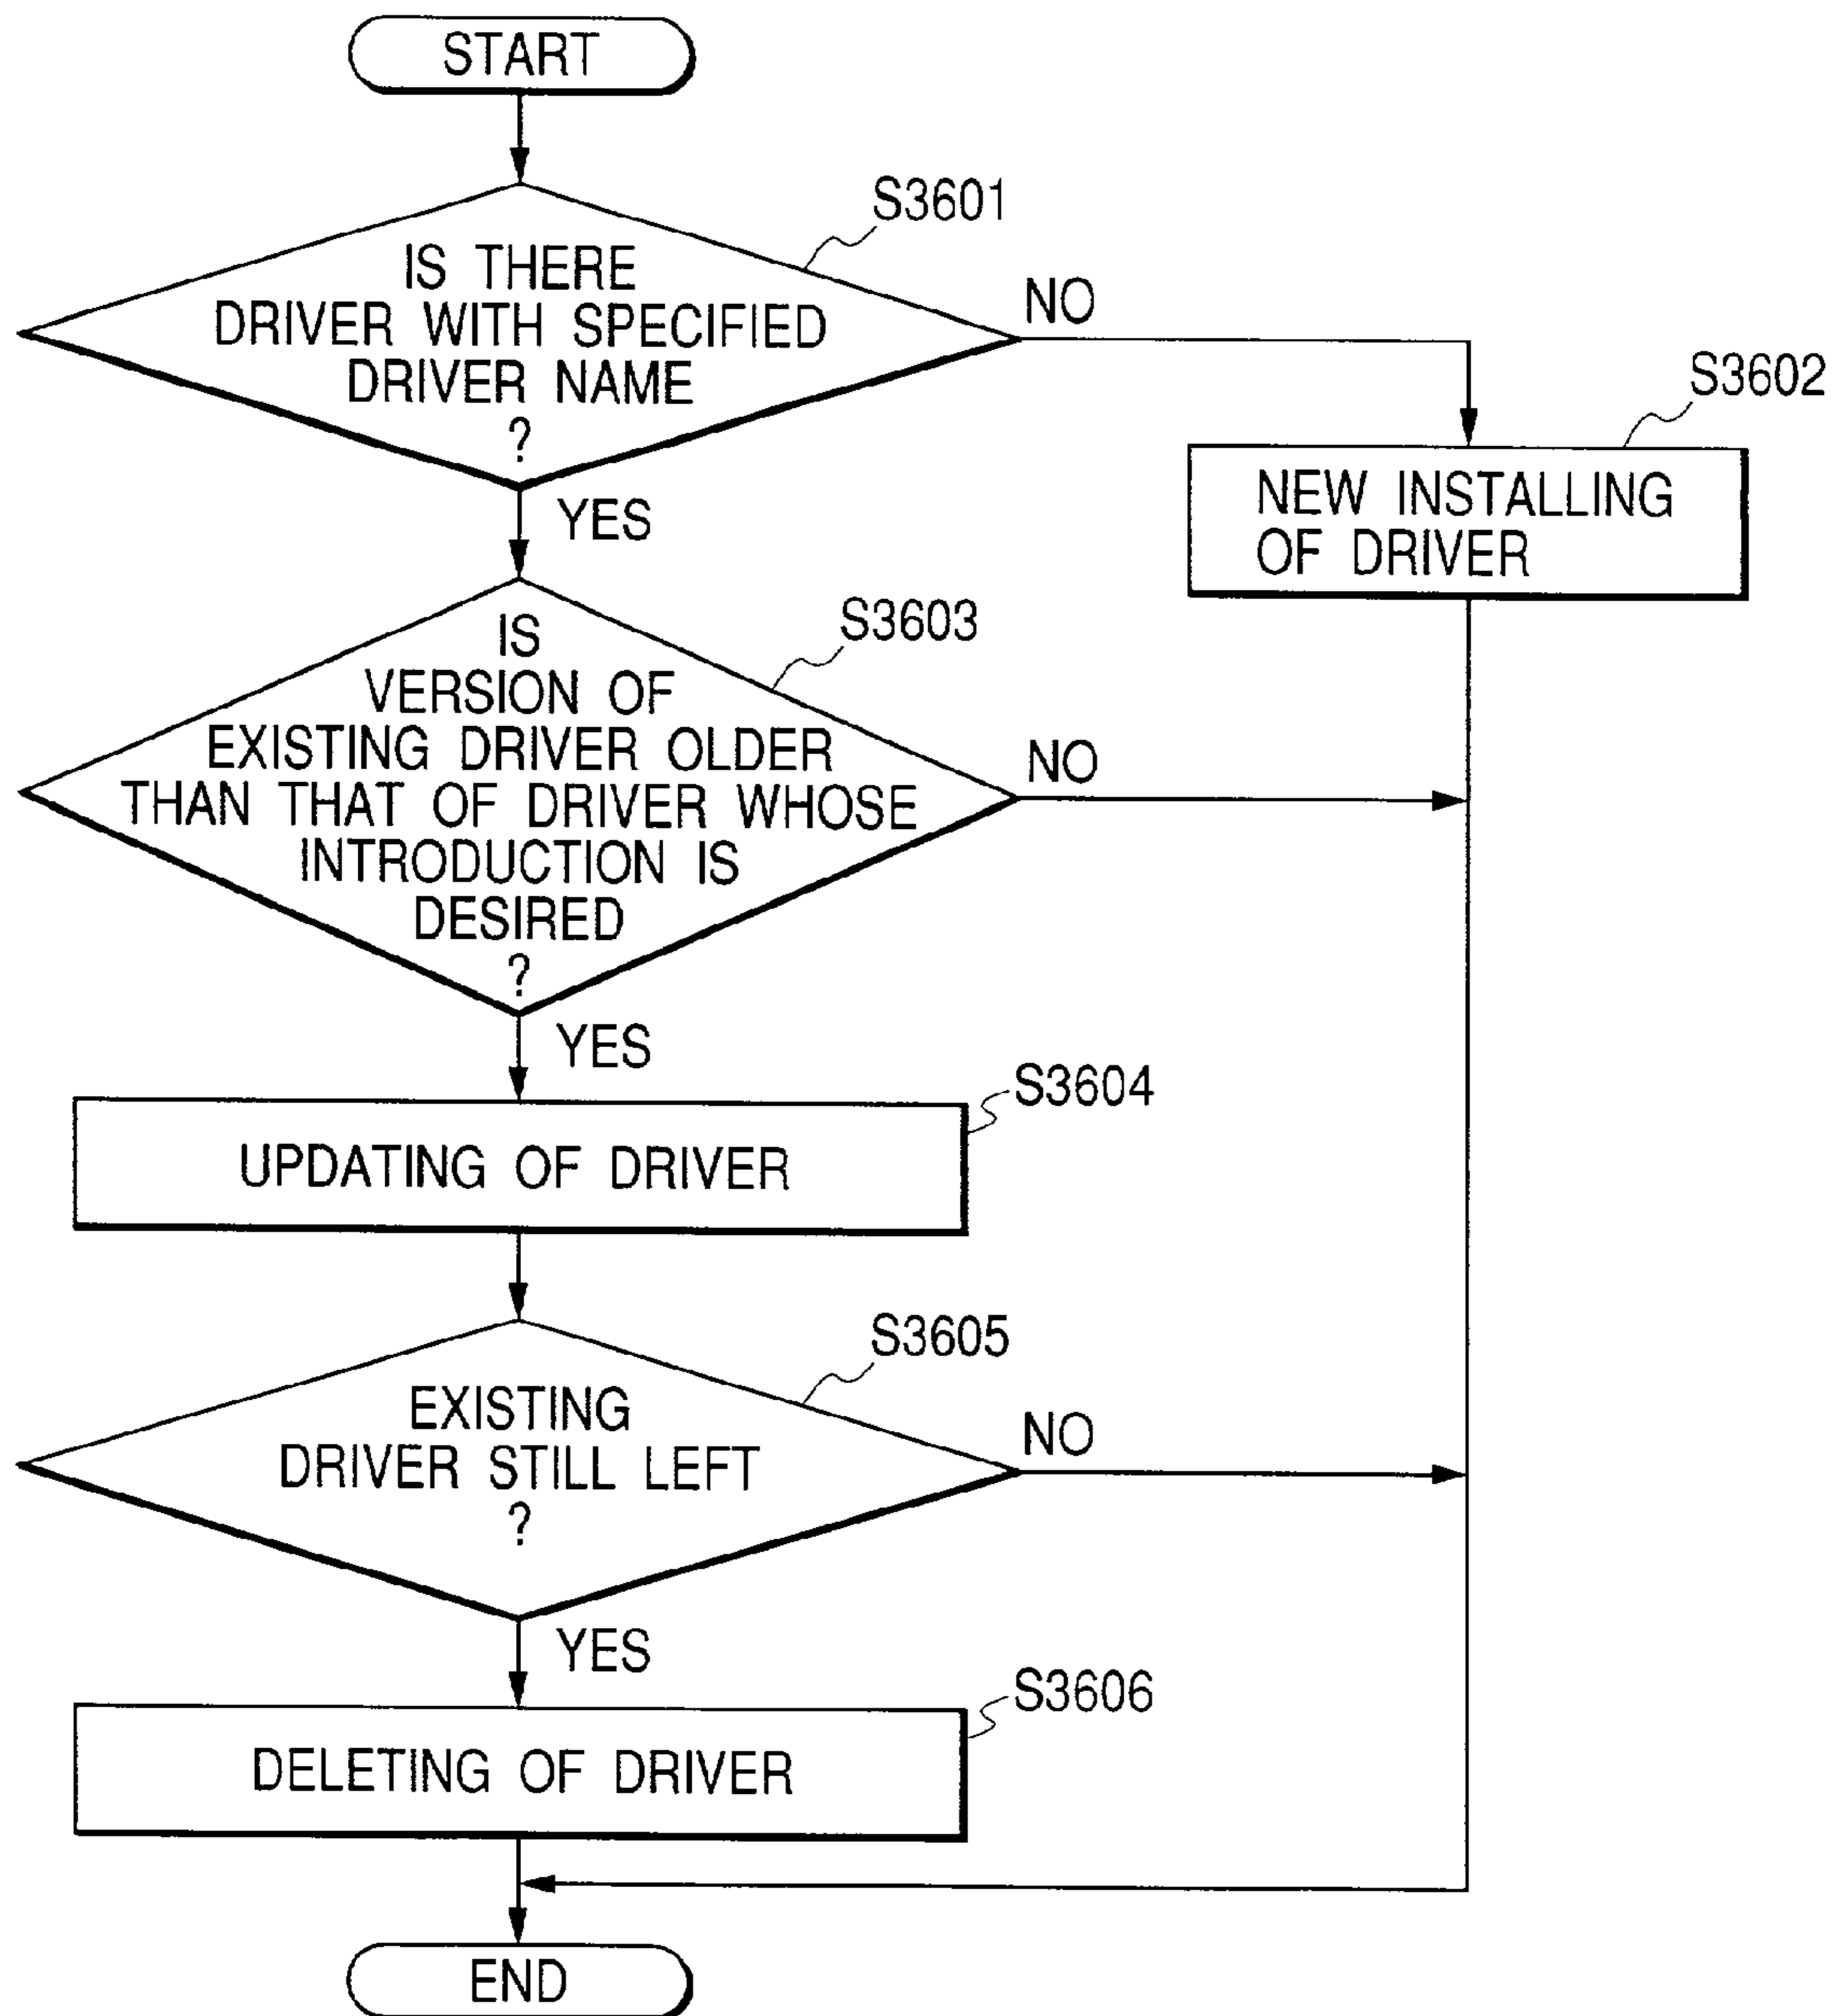 START
S3601
IS THERE
DRIVER WITH SPECIFIED
DRIVER NAME
?
NO
YES
S3602
NEW INSTALLING
OF DRIVER
S3603
IS
VERSION OF
EXISTING DRIVER OLDER
THAN THAT OF DRIVER WHOSE
INTRODUCTION IS
DESIRED
?
NO
YES
S3604
UPDATING OF DRIVER
S3605
EXISTING
DRIVER STILL LEFT
?
NO
YES
S3606
DELETING OF DRIVER
END